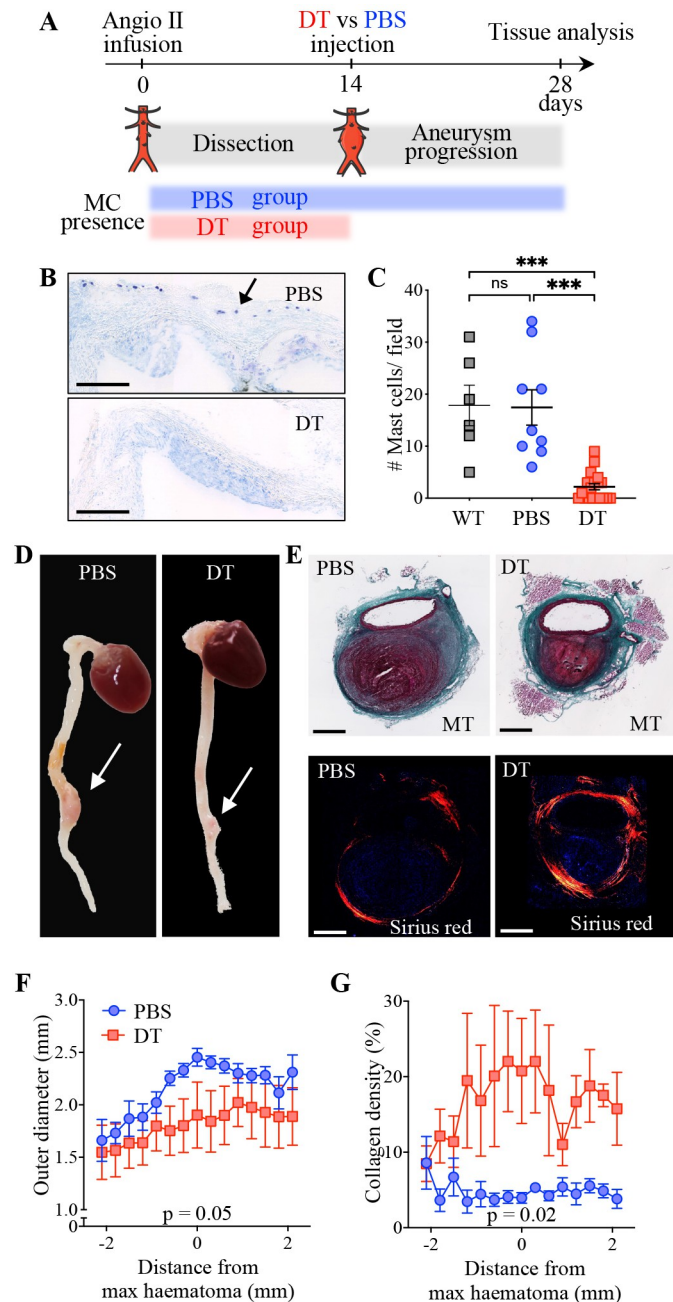 A
Angio II
infusion
DT vs PBS
injection
Tissue analysis
0
14
28
days
Dissection
Aneurysm
progression
MC
presence
PBS group
DT group
B
PBS
DT
C
***
ns
***
# Mast cells/ field
40
30
20
10
0
WT
PBS
DT
D
PBS
DT
E
PBS
MT
DT
MT
PBS
Sirius red
DT
Sirius red
F
PBS
DT
Outer diameter (mm)
3.0
2.5
2.0
1.5
1.0
0
p = 0.05
-2
0
2
Distance from
max haematoma (mm)
G
Collagen density (%)
30
20
10
0
p = 0.02
-2
0
2
Distance from
max haematoma (mm)